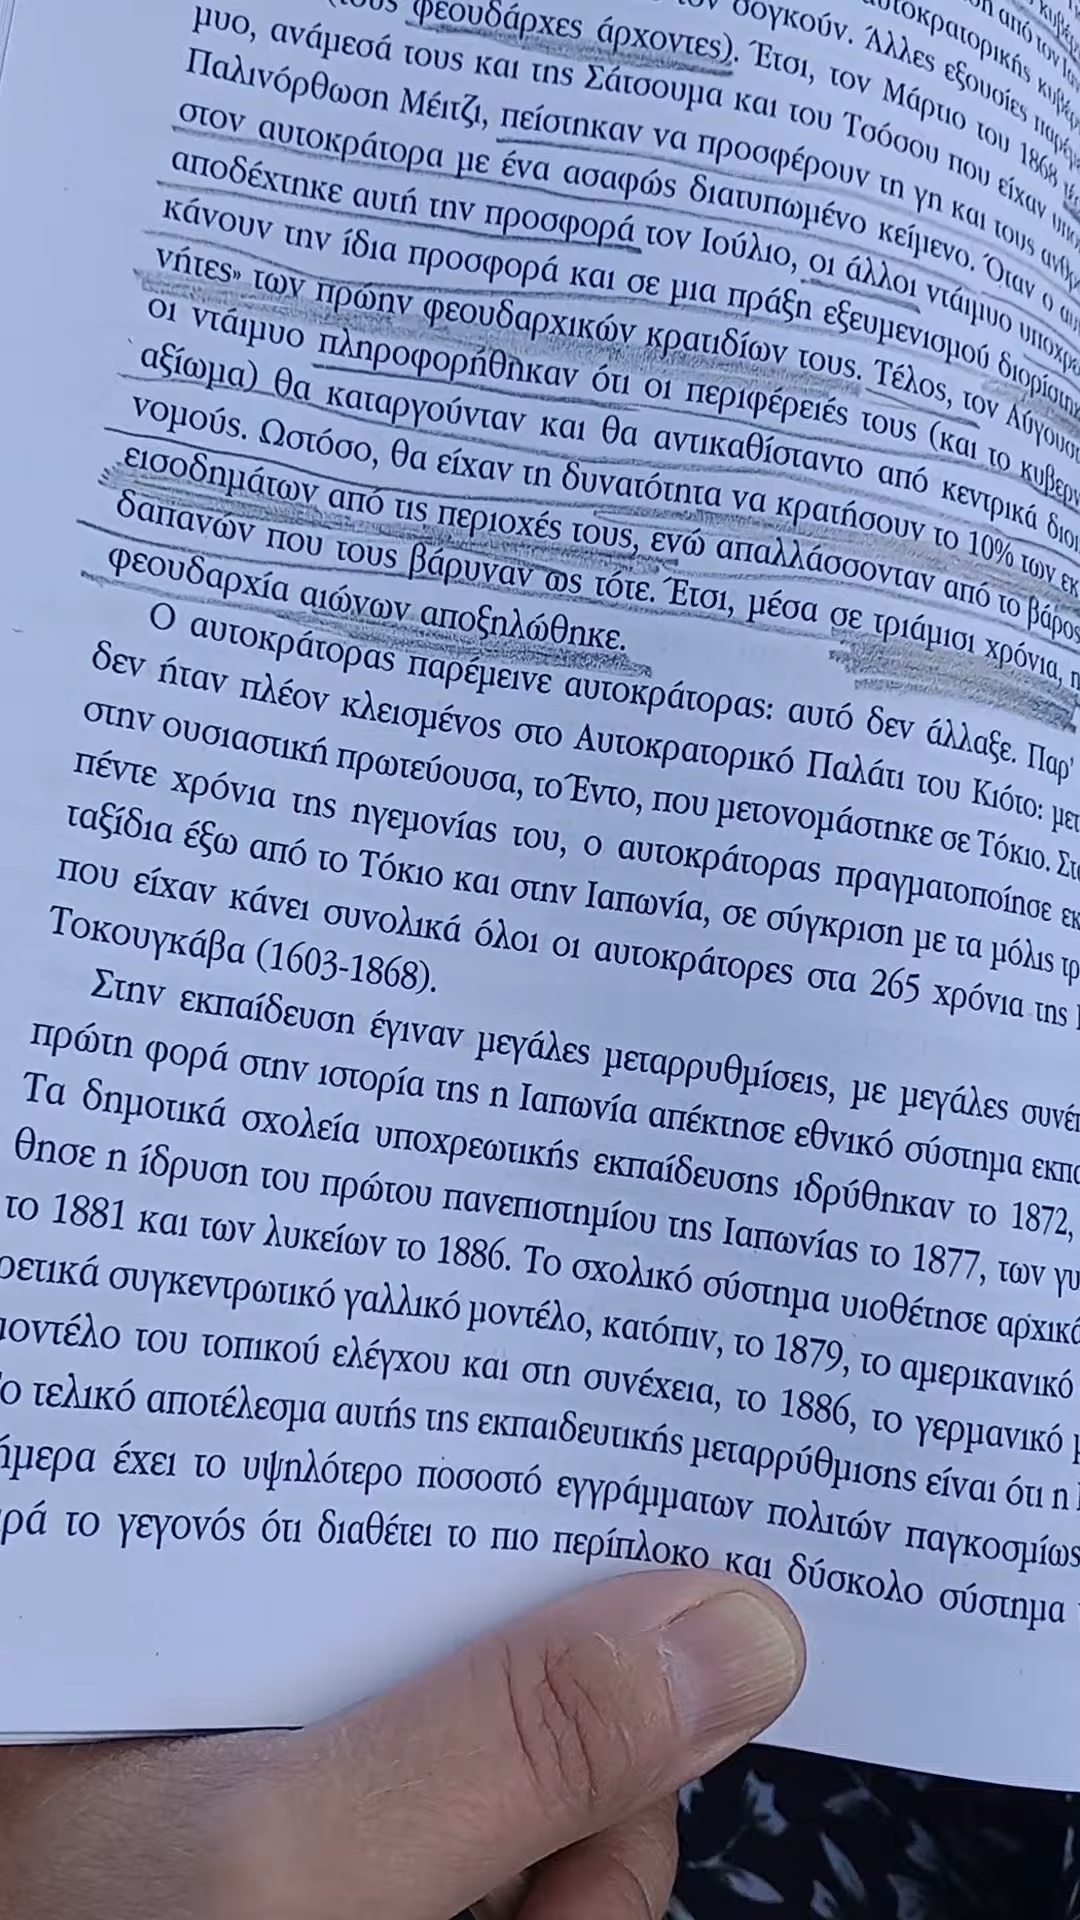 φεουδάρχες άρχοντες). Έτσι, τον Μάρτιο του 1868
μυο, ανάμεσά τους και της Σάτσουμα και του Τσόσου που είχαν
Παλινόρθωση Μέιτζι, πείστηκαν να προσφέρουν τη γη και τους
στον αυτοκράτορα με ένα ασαφώς διατυπωμένο κείμενο. Όταν ο
αποδέχτηκε αυτή την προσφορά τον Ιούλιο, οι άλλοι ντάιμυο
κάνουν την ίδια προσφορά και σε μια πράξη εξευμενισμού
νήτες» των πρώην φεουδαρχικών κρατιδίων τους. Τέλος, τον
οι ντάιμυο πληροφορήθηκαν ότι οι περιφέρειές τους (και το
αξίωμα) θα καταργούνταν και θα αντικαθίσταντο από κεντρικά
νομούς. Ωστόσο, θα είχαν τη δυνατότητα να κρατήσουν το 10% των
εισοδημάτων από τις περιοχές τους, ενώ απαλλάσσονταν από το βάρος
δαπανών που τους βάρυναν ως τότε. Έτσι, μέσα σε τριάμισι χρόνια, η
φεουδαρχία αιώνων αποξηλώθηκε.
Ο αυτοκράτορας παρέμεινε αυτοκράτορας: αυτό δεν άλλαξε. Παρ'
δεν ήταν πλέον κλεισμένος στο Αυτοκρατορικό Παλάτι του Κιότο:
στην ουσιαστική πρωτεύουσα, το Έντο, που μετονομάστηκε σε Τόκιο.
πέντε χρόνια της ηγεμονίας του, ο αυτοκράτορας πραγματοποίησε
ταξίδια έξω από το Τόκιο και στην Ιαπωνία, σε σύγκριση με τα μόλις
που είχαν κάνει συνολικά όλοι οι αυτοκράτορες στα 265 χρόνια της
Τοκουγκάβα (1603-1868).
Στην εκπαίδευση έγιναν μεγάλες μεταρρυθμίσεις, με μεγάλες
πρώτη φορά στην ιστορία της η Ιαπωνία απέκτησε εθνικό σύστημα
Τα δημοτικά σχολεία υποχρεωτικής εκπαίδευσης ιδρύθηκαν το 1872,
θησε η ίδρυση του πρώτου πανεπιστημίου της Ιαπωνίας το 1877, των
το 1881 και των λυκείων το 1886. Το σχολικό σύστημα υιοθέτησε
συγκεντρωτικό γαλλικό μοντέλο, κατόπιν, το 1879, το αμερικανικό
μοντέλο του τοπικού ελέγχου και στη συνέχεια, το 1886, το γερμανικό
το τελικό αποτέλεσμα αυτής της εκπαιδευτικής μεταρρύθμισης είναι ότι η
έχει το υψηλότερο ποσοστό εγγράμματων πολιτών παγκοσμίως
το γεγονός ότι διαθέτει το πιο περίπλοκο και δύσκολο σύστημα